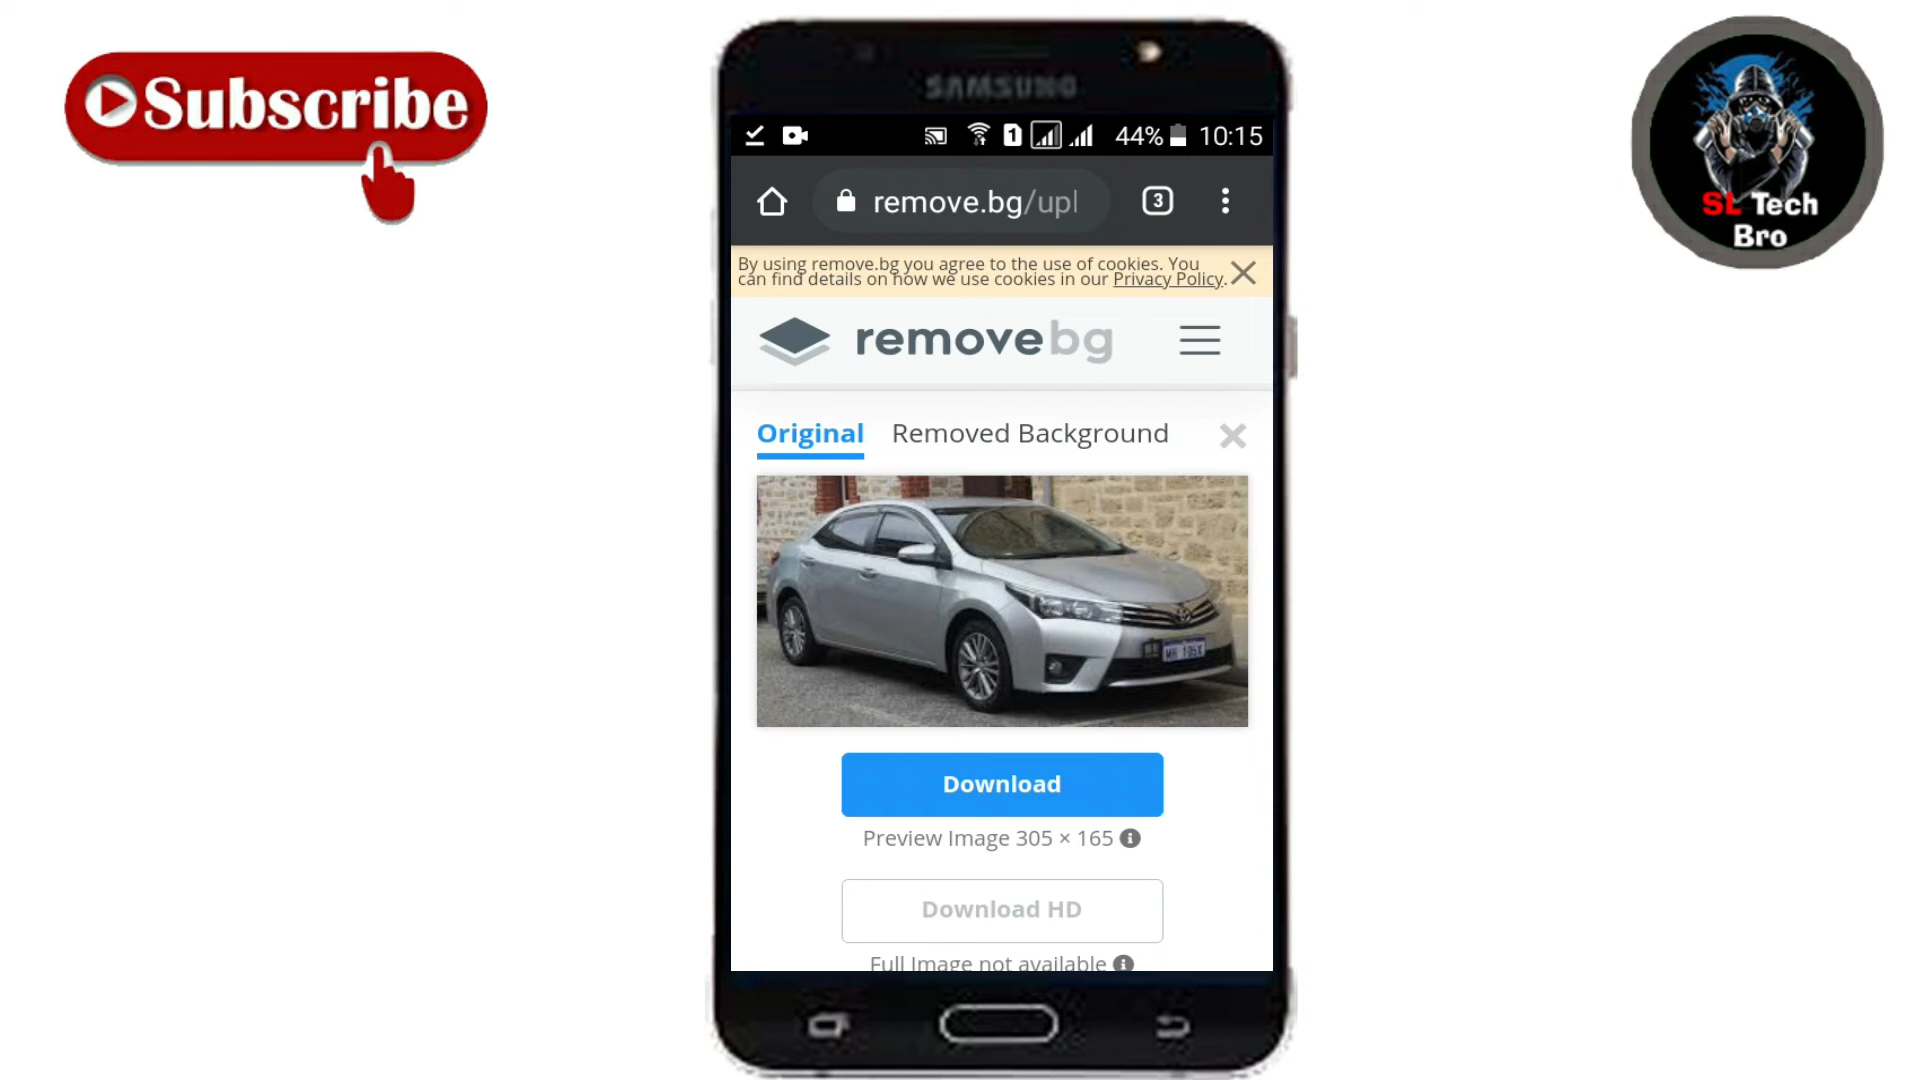 Subscribe
SAMSUNG
1
44%
10:15
remove.bg/upl
3
By using remove.bg you agree to the use of cookies. You
can find details on how we use cookies in our Privacy Policy.
removebg
Original
Removed Background
Download
Preview Image 305 × 165
Download HD
Full Image not available
SL Tech
Bro